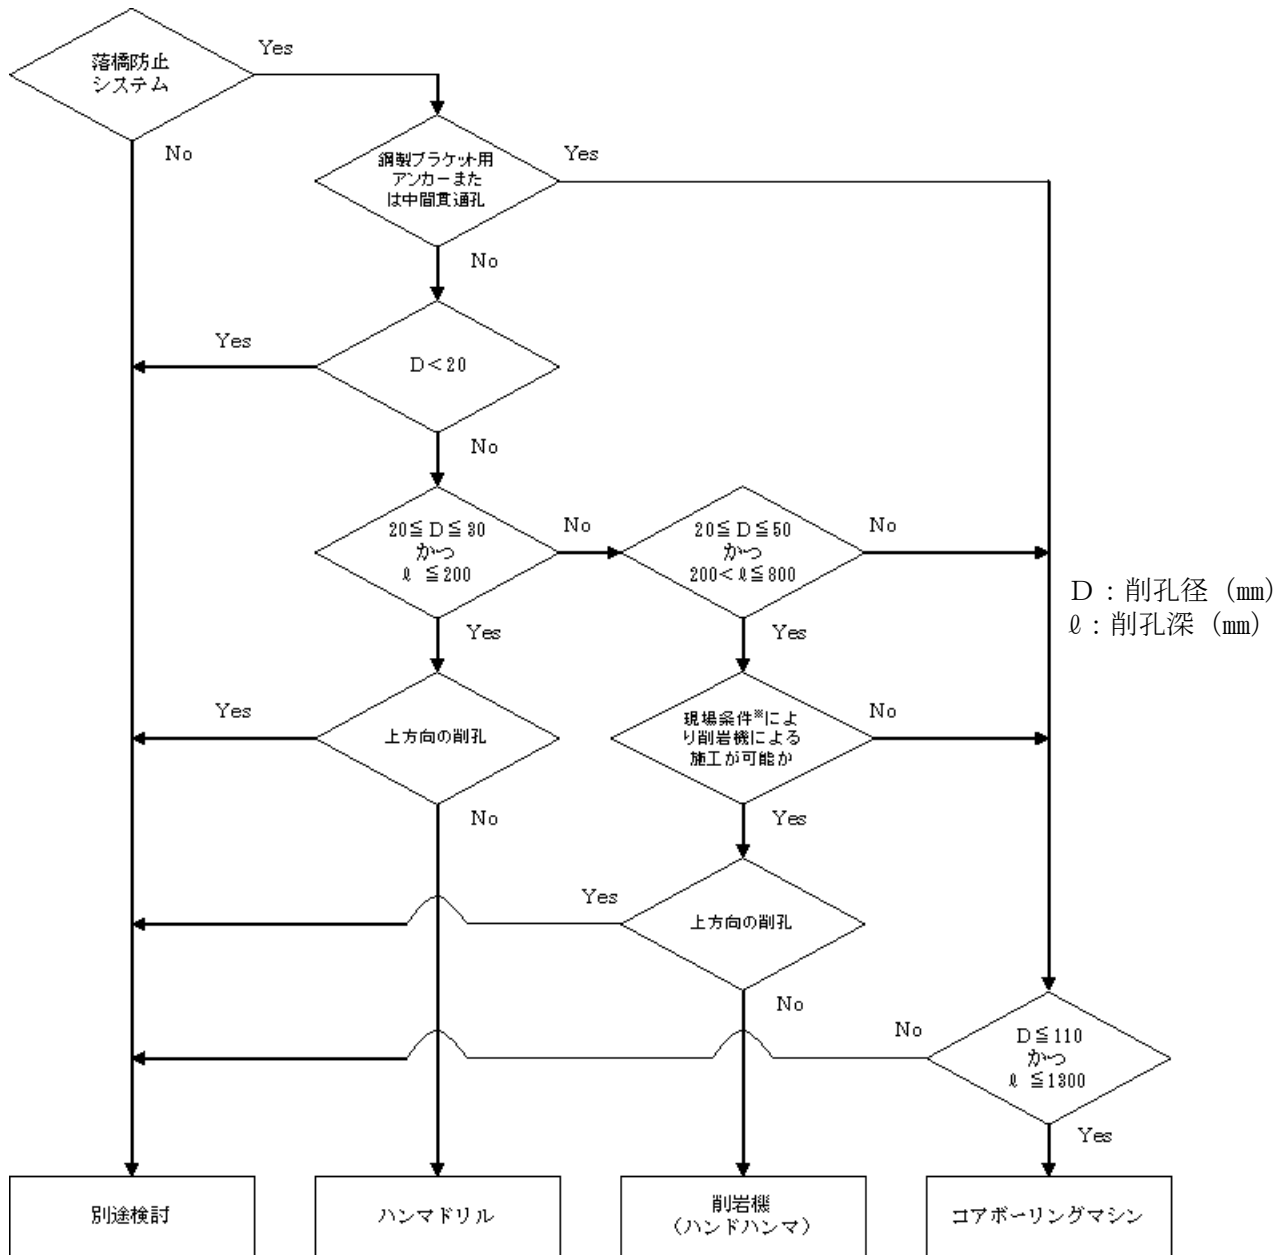 落橋防止
システム
Yes
No
鋼製ブラケット用
アンカーまた
は中間貫通孔
Yes
No
D<20
Yes
No
20≦D≦30
かつ
ℓ ≦200
No
Yes
20≦D≦50
かつ
200<ℓ≦800
No
Yes
D:削孔径(㎜)
ℓ:削孔深(㎜)
上方向の削孔
Yes
No
現場条件※によ
り削岩機による
施工が可能か
No
Yes
上方向の削孔
Yes
No
D≦110
かつ
ℓ ≦1300
No
Yes
別途検討
ハンマドリル
削岩機
(ハンドハンマ)
コアボーリングマシン